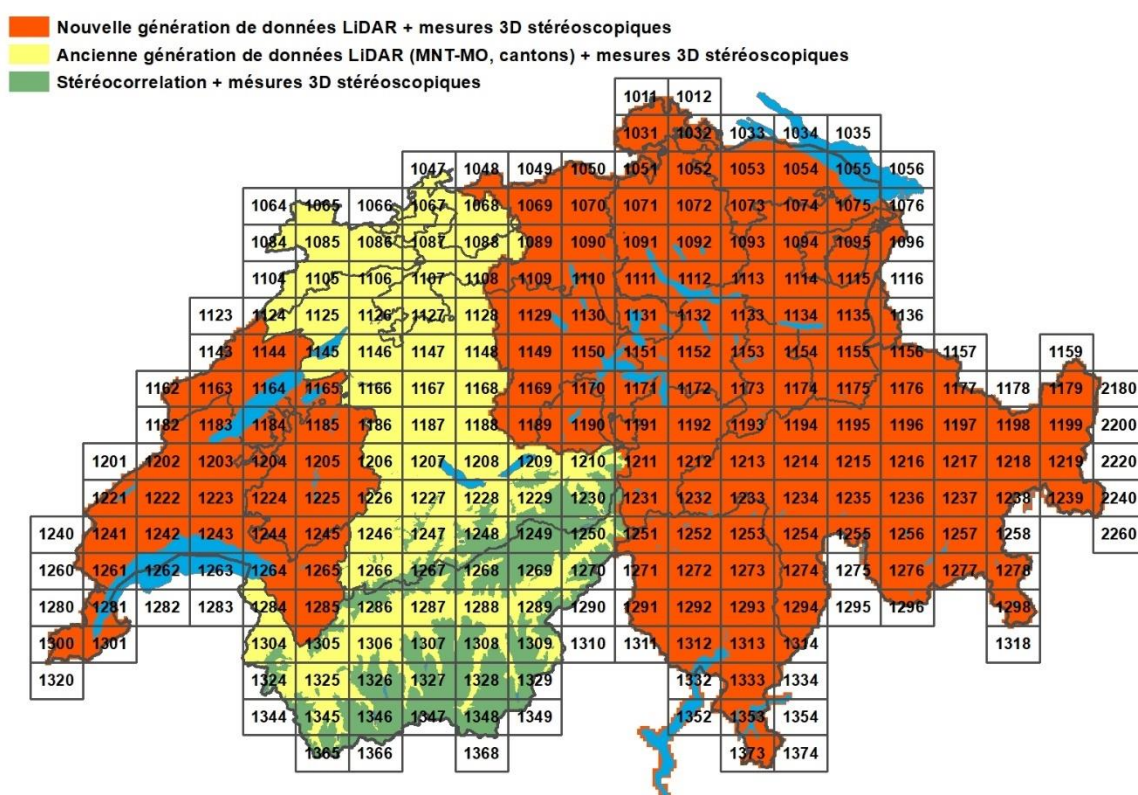 Nouvelle génération de données LiDAR + mesures 3D stéréoscopiques
Ancienne génération de données LiDAR (MNT-MO, cantons) + mesures 3D stéréoscopiques
Stéréocorrelation + mésures 3D stéréoscopiques
1011 1012
1031 1032 1033 1034 1035
1047 1048 1049 1050 1051 1052 1053 1054 1055 1056
1064 1065 1066 1067 1068 1069 1070 1071 1072 1073 1074 1075 1076
1084 1085 1086 1087 1088 1089 1090 1091 1092 1093 1094 1095 1096
1104 1105 1106 1107 1108 1109 1110 1111 1112 1113 1114 1115 1116
1123 1124 1125 1126 1127 1128 1129 1130 1131 1132 1133 1134 1135 1136
1143 1144 1145 1146 1147 1148 1149 1150 1151 1152 1153 1154 1155 1156 1157 1159
1162 1163 1164 1165 1166 1167 1168 1169 1170 1171 1172 1173 1174 1175 1176 1177 1178 1179 2180
1182 1183 1184 1185 1186 1187 1188 1189 1190 1191 1192 1193 1194 1195 1196 1197 1198 1199 2200
1201 1202 1203 1204 1205 1206 1207 1208 1209 1210 1211 1212 1213 1214 1215 1216 1217 1218 1219 2220
1221 1222 1223 1224 1225 1226 1227 1228 1229 1230 1231 1232 1233 1234 1235 1236 1237 1238 1239 2240
1240 1241 1242 1243 1244 1245 1246 1247 1248 1249 1250 1251 1252 1253 1254 1255 1256 1257 1258 2260
1260 1261 1262 1263 1264 1265 1266 1267 1268 1269 1270 1271 1272 1273 1274 1275 1276 1277 1278
1280 1281 1282 1283 1284 1285 1286 1287 1288 1289 1290 1291 1292 1293 1294 1295 1296 1298
1300 1301 1304 1305 1306 1307 1308 1309 1310 1311 1312 1313 1314 1318
1320 1324 1325 1326 1327 1328 1329 1332 1333 1334
1344 1345 1346 1347 1348 1349 1352 1353 1354
1365 1366 1368 1373 1374